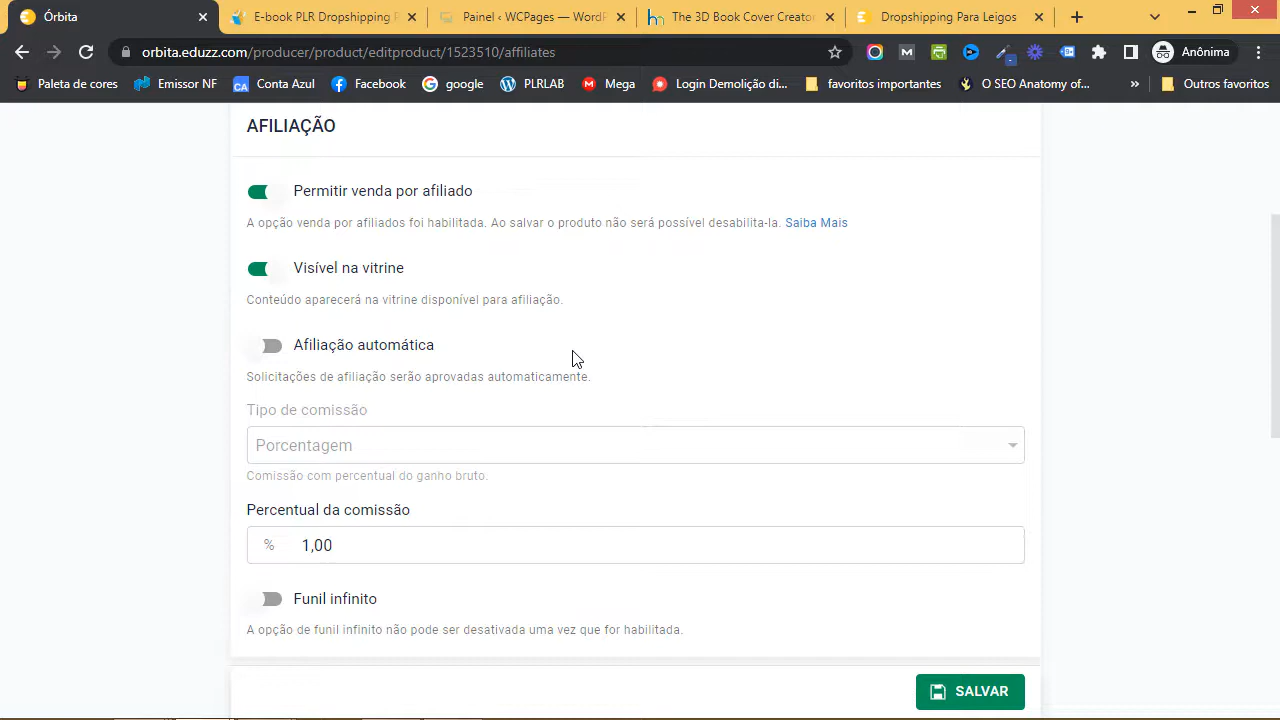 Órbita
E-book PLR Dropshipping P
Painel ‹ WCPages — WordP
The 3D Book Cover Creator
Dropshipping Para Leigos
orbita.eduzz.com/producer/product/editproduct/1523510/affiliates
Anônima
Paleta de cores
Emissor NF
CA
Conta Azul
Facebook
google
PLRLAB
Mega
Login Demolição di...
favoritos importantes
O SEO Anatomy of...
»
Outros favoritos
AFILIAÇÃO
Permitir venda por afiliado
A opção venda por afiliados foi habilitada. Ao salvar o produto não será possível desabilita-la. Saiba Mais
Visível na vitrine
Conteúdo aparecerá na vitrine disponível para afiliação.
Afiliação automática
Solicitações de afiliação serão aprovadas automaticamente.
Tipo de comissão
Porcentagem
Comissão com percentual do ganho bruto.
Percentual da comissão
% 1,00
Funil infinito
A opção de funil infinito não pode ser desativada uma vez que for habilitada.
SALVAR